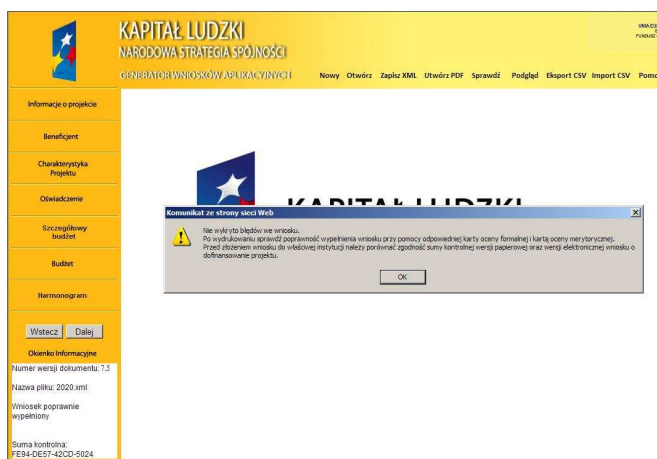 KAPITAŁ LUDZKI
NARODOWA STRATEGIA SPÓJNOŚCI
GENERATOR WNIOSKÓW APLIKACYJNYCH
Nowy Otwórz Zapisz XML Utwórz PDF Sprawdź Podgląd Eksport CSV Import CSV
Informacje o projekcie
Beneficjent
Charakterystyka
Projektu
Oświadczenie
Szczegółowy
budżet
Budżet
Harmonogram
Wstecz Dalej
Okienko Informacyjne
Numer wersji dokumentu: 7.5
Nazwa pliku: 2020.xml
Wniosek poprawnie
wypełniony
Suma kontrolna:
FE94-DE57-42CD-5024
KAPITAŁ LUDZKI
Komunikat ze strony sieci Web
Nie wykryto błędów we wniosku.
Po wydrukowaniu sprawdź poprawność wypełnienia wniosku przy pomocy odpowiedniej karty oceny formalnej i kartą oceny merytorycznej.
Przed złożeniem wniosku do właściwej instytucji nalezy porównać zgodność sumy kontrolnej wersji papierowej oraz wersji elektronicznej wniosku o
dofinansowanie projektu.
OK